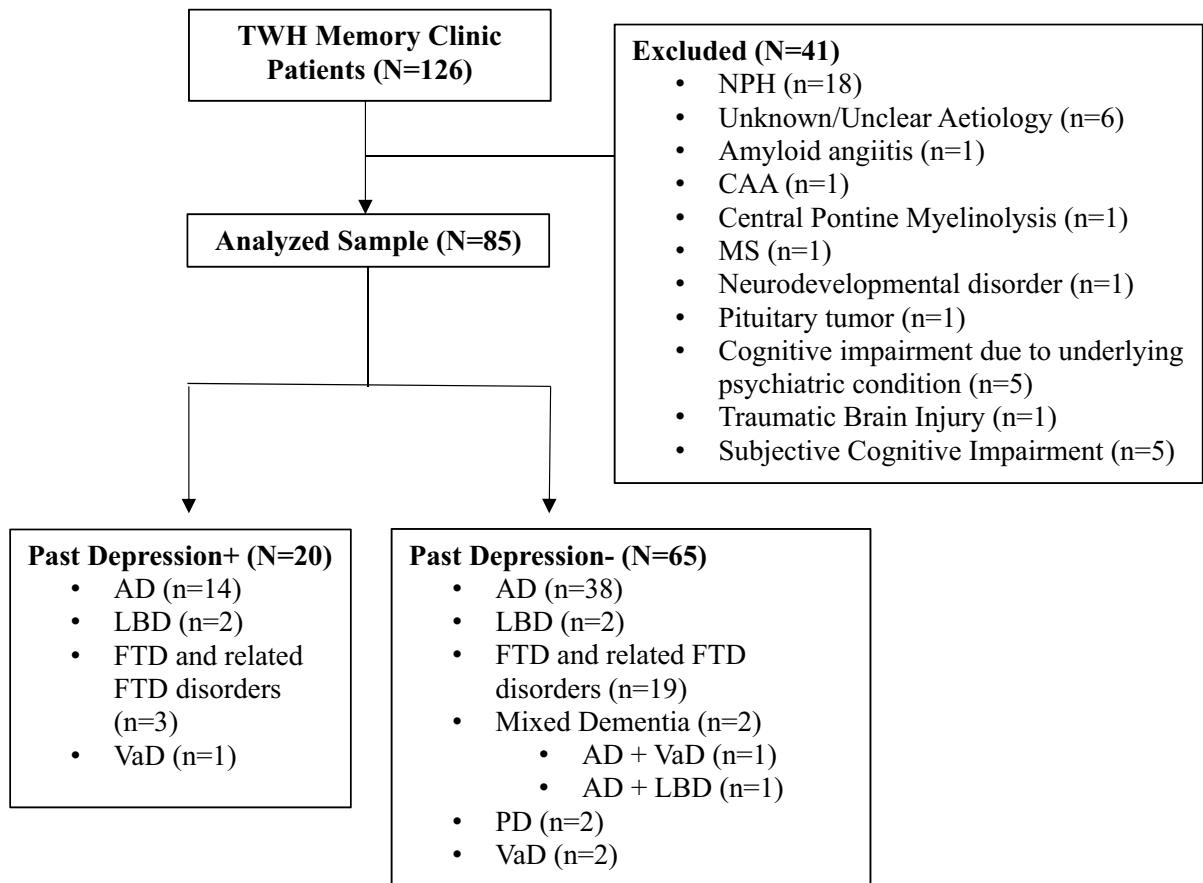 TWH Memory Clinic
Patients (N=126)
Excluded (N=41)
• NPH (n=18)
• Unknown/Unclear Aetiology (n=6)
• Amyloid angiitis (n=1)
• CAA (n=1)
• Central Pontine Myelinolysis (n=1)
• MS (n=1)
• Neurodevelopmental disorder (n=1)
• Pituitary tumor (n=1)
• Cognitive impairment due to underlying
psychiatric condition (n=5)
• Traumatic Brain Injury (n=1)
• Subjective Cognitive Impairment (n=5)
Analyzed Sample (N=85)
Past Depression+ (N=20)
• AD (n=14)
• LBD (n=2)
• FTD and related
FTD disorders
(n=3)
• VaD (n=1)
Past Depression- (N=65)
• AD (n=38)
• LBD (n=2)
• FTD and related FTD
disorders (n=19)
• Mixed Dementia (n=2)
• AD + VaD (n=1)
• AD + LBD (n=1)
• PD (n=2)
• VaD (n=2)